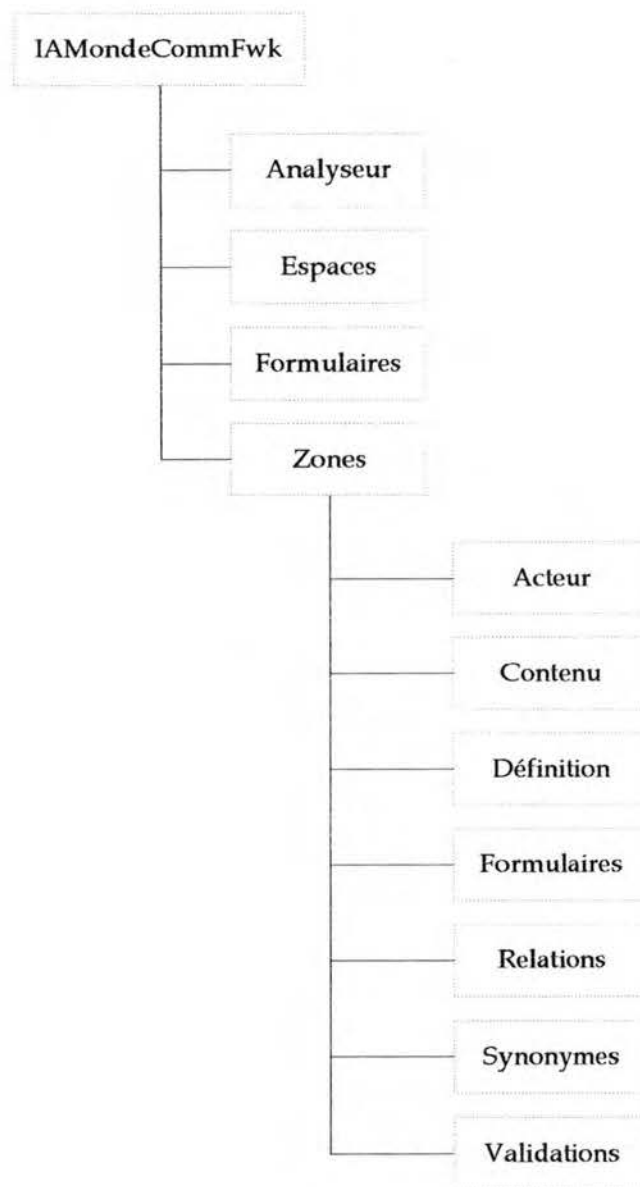 IAMondeCommFwk
Analyseur
Espaces
Formulaires
Zones
Acteur
Contenu
Définition
Formulaires
Relations
Synonymes
Validations